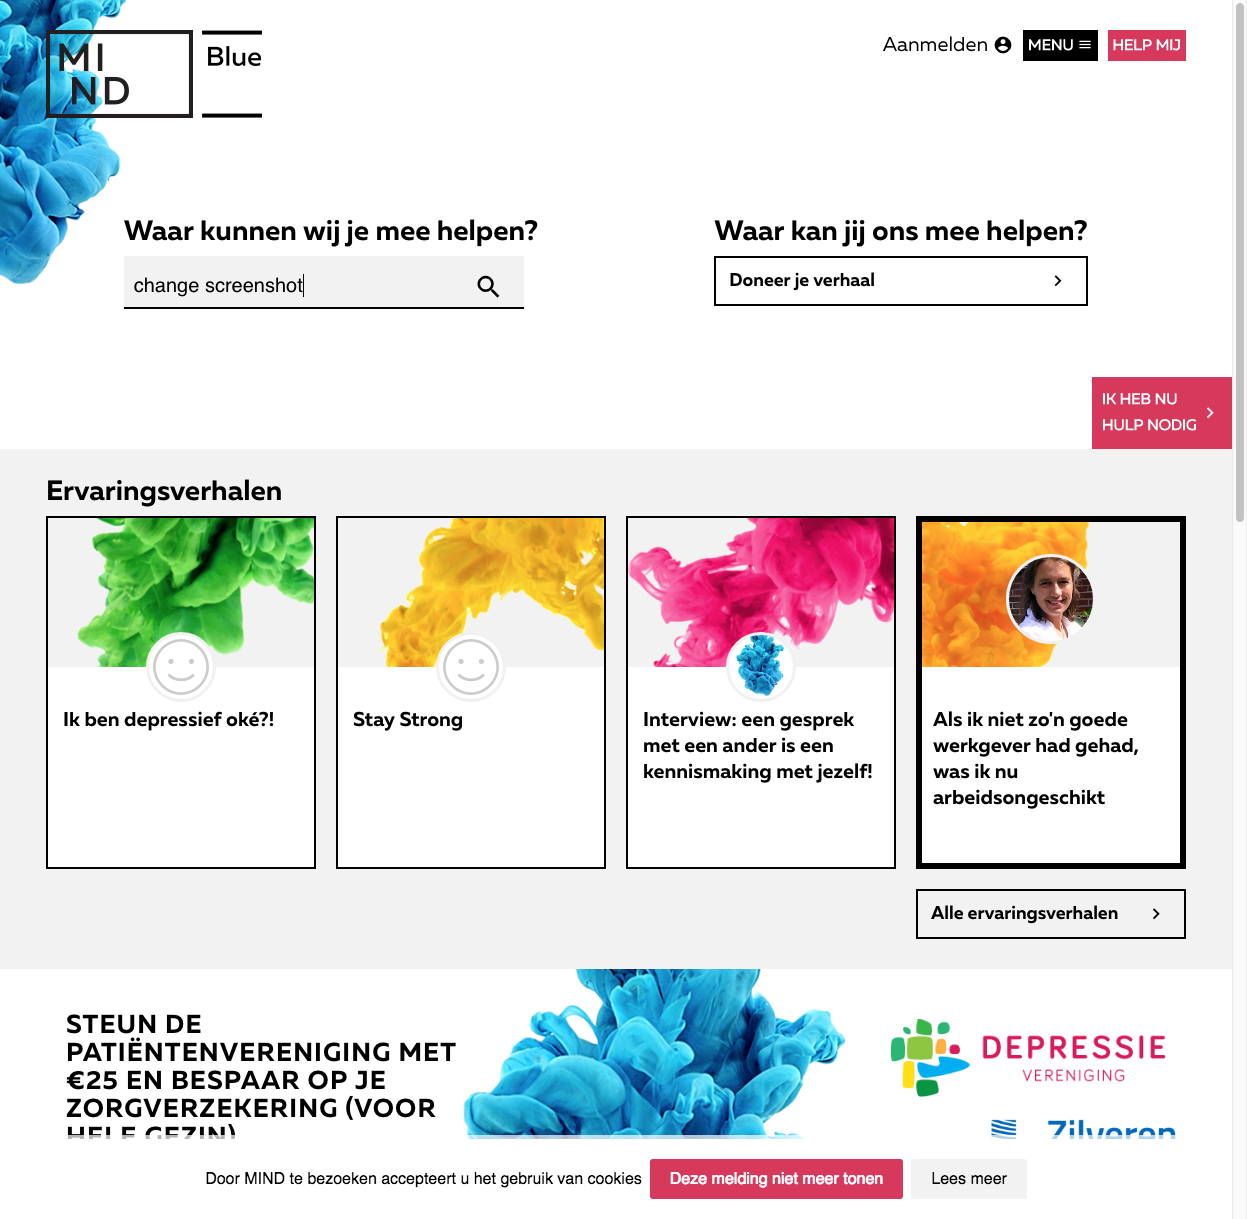 MI
ND
Blue
Aanmelden
MENU
HELP MIJ
Waar kunnen wij je mee helpen?
change screenshot
Waar kan jij ons mee helpen?
Doneer je verhaal
IK HEB NU
HULP NODIG
Ervaringsverhalen
Ik ben depressief oké?!
Stay Strong
Interview: een gesprek
met een ander is een
kennismaking met jezelf!
Als ik niet zo'n goede
werkgever had gehad,
was ik nu
arbeidsongeschikt
Alle ervaringsverhalen
STEUN DE
PATIËNTENVERENIGING MET
€25 EN BESPAAR OP JE
ZORGVERZEKERING (VOOR
HELE GEZIN)
DEPRESSIE
VERENIGING
Zilveren
Door MIND te bezoeken accepteert u het gebruik van cookies
Deze melding niet meer tonen
Lees meer